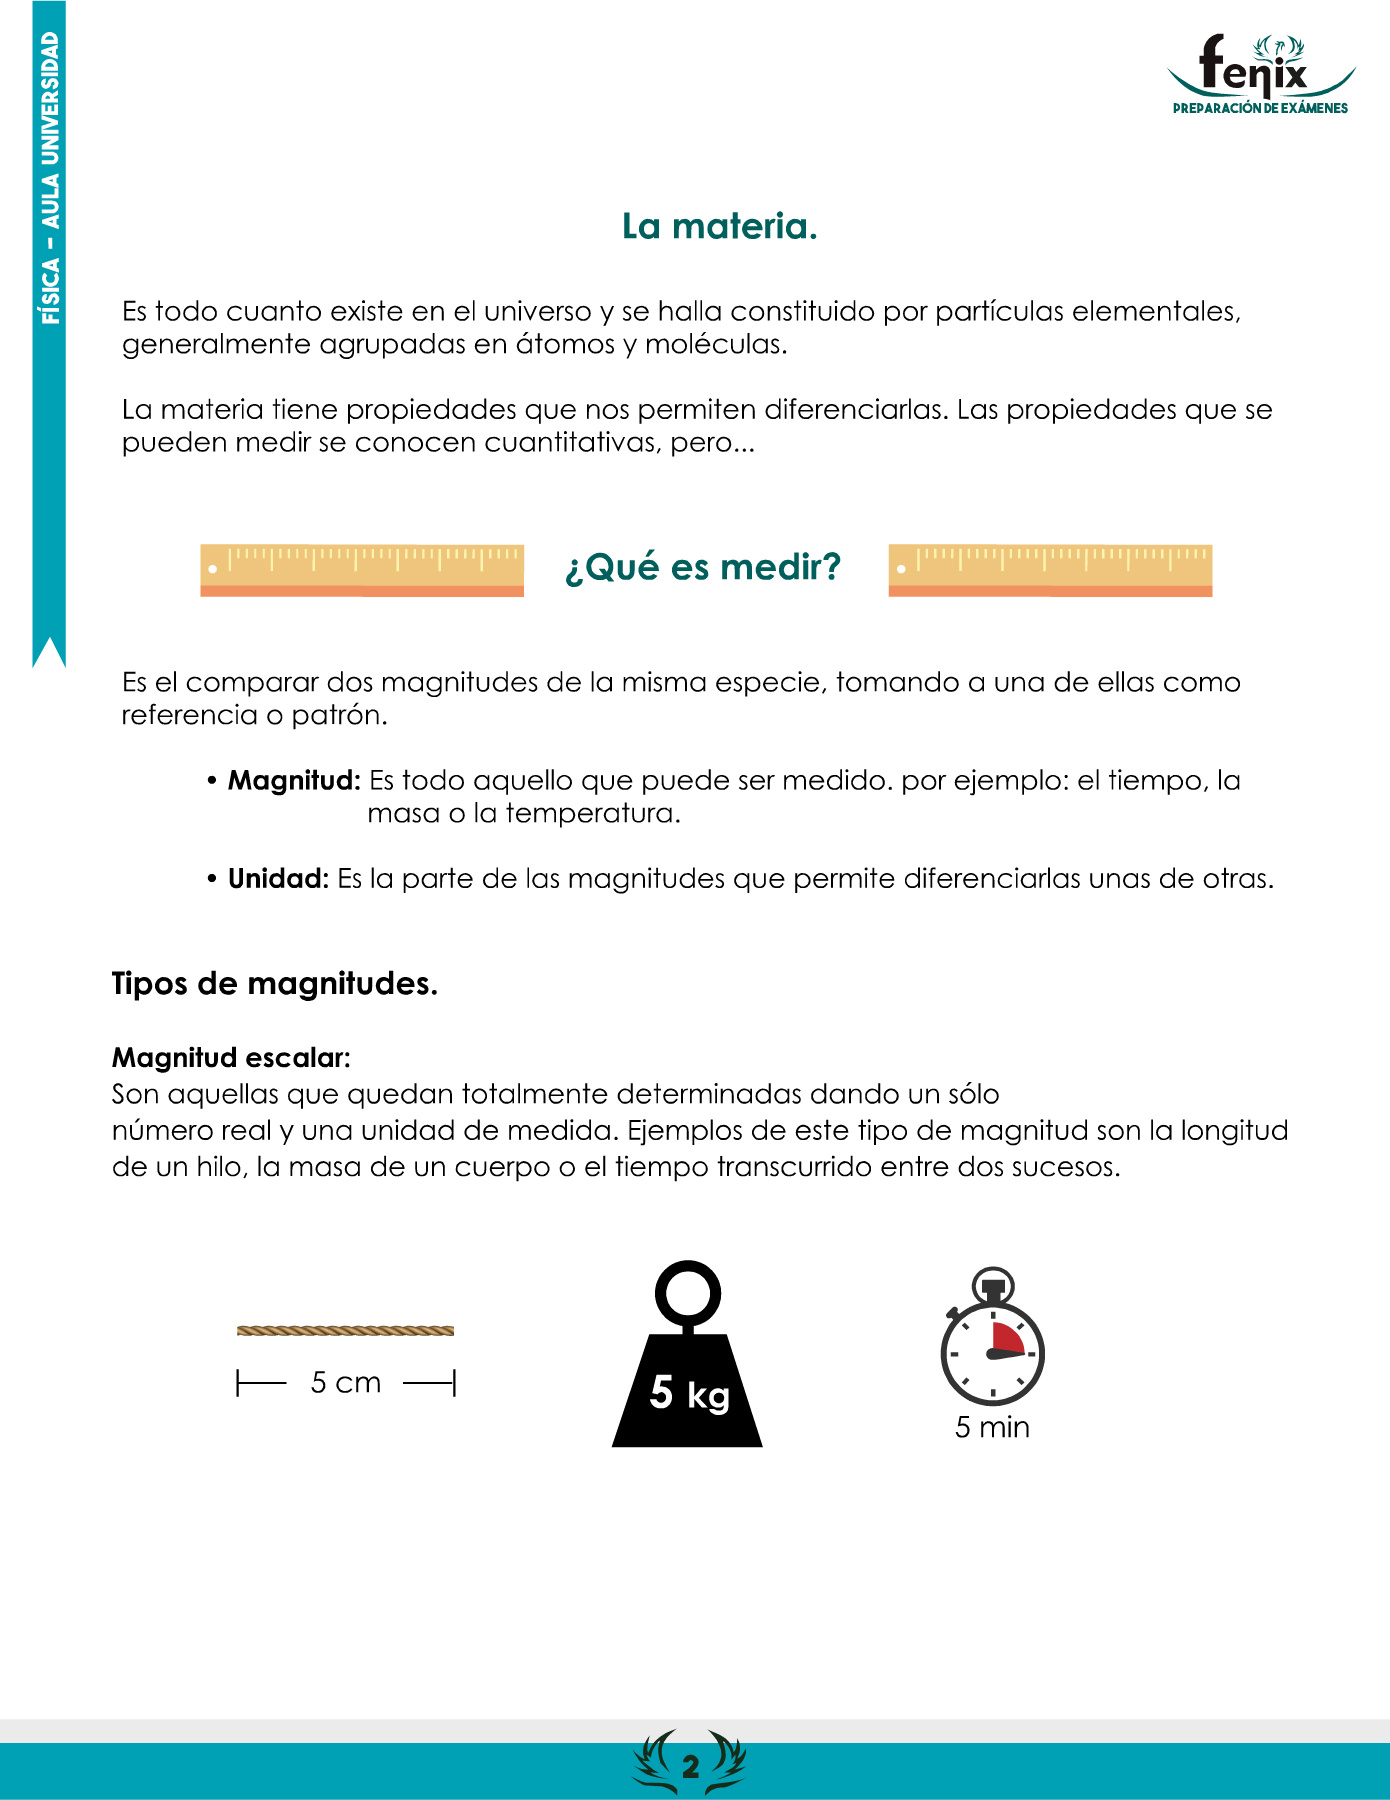 FÍSICA - AULA UNIVERSIDAD
fenix
PREPARACIÓN DE EXÁMENES
La materia.
Es todo cuanto existe en el universo y se halla constituido por partículas elementales,
generalmente agrupadas en átomos y moléculas.
La materia tiene propiedades que nos permiten diferenciarlas. Las propiedades que se
pueden medir se conocen cuantitativas, pero...
¿Qué es medir?
Es el comparar dos magnitudes de la misma especie, tomando a una de ellas como
referencia o patrón.
• Magnitud: Es todo aquello que puede ser medido. por ejemplo: el tiempo, la
masa o la temperatura.
• Unidad: Es la parte de las magnitudes que permite diferenciarlas unas de otras.
Tipos de magnitudes.
Magnitud escalar:
Son aquellas que quedan totalmente determinadas dando un sólo
número real y una unidad de medida. Ejemplos de este tipo de magnitud son la longitud
de un hilo, la masa de un cuerpo o el tiempo transcurrido entre dos sucesos.
5 cm
5 kg
5 min
2